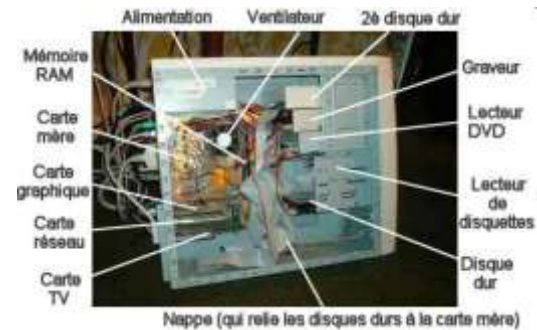 Alimentation
Ventilateur
2è disque dur
Mémoire
RAM
Graveur
Carte
mère
Lecteur
DVD
Carte
graphique
Lecteur
de
disquettes
Carte
réseau
Carte
TV
Disque
dur
Nappe (qui relie les disques durs à la carte mère)